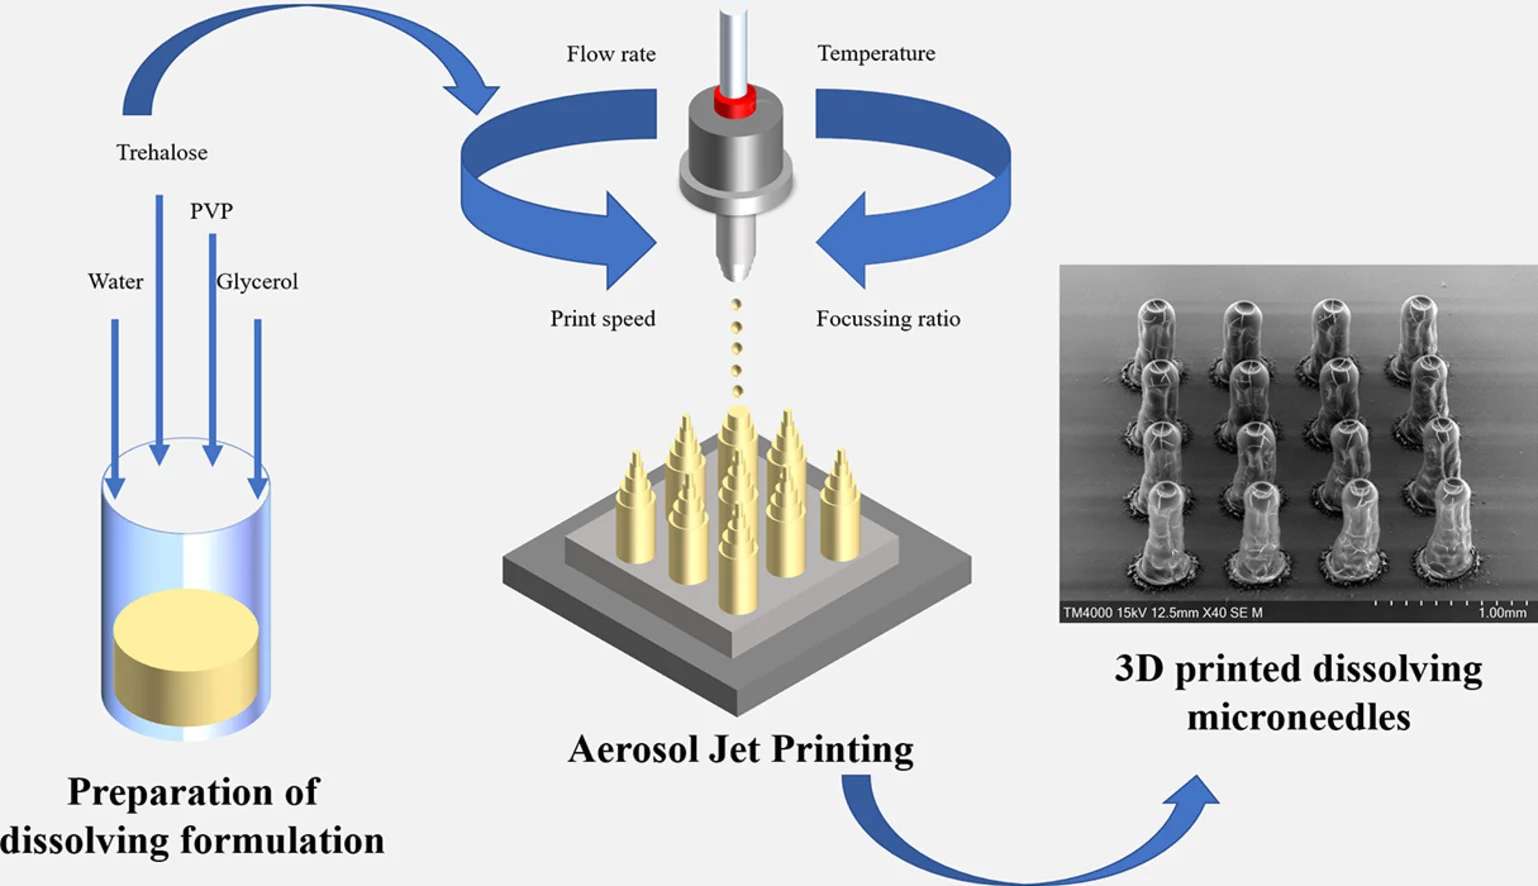 Flow rate
Temperature
Trehalose
PVP
Water
Glycerol
Print speed
Focussing ratio
TM4000 15kV 12.5mm X40 SE M
1.00mm
3D printed dissolving
microneedles
Aerosol Jet Printing
Preparation of
dissolving formulation